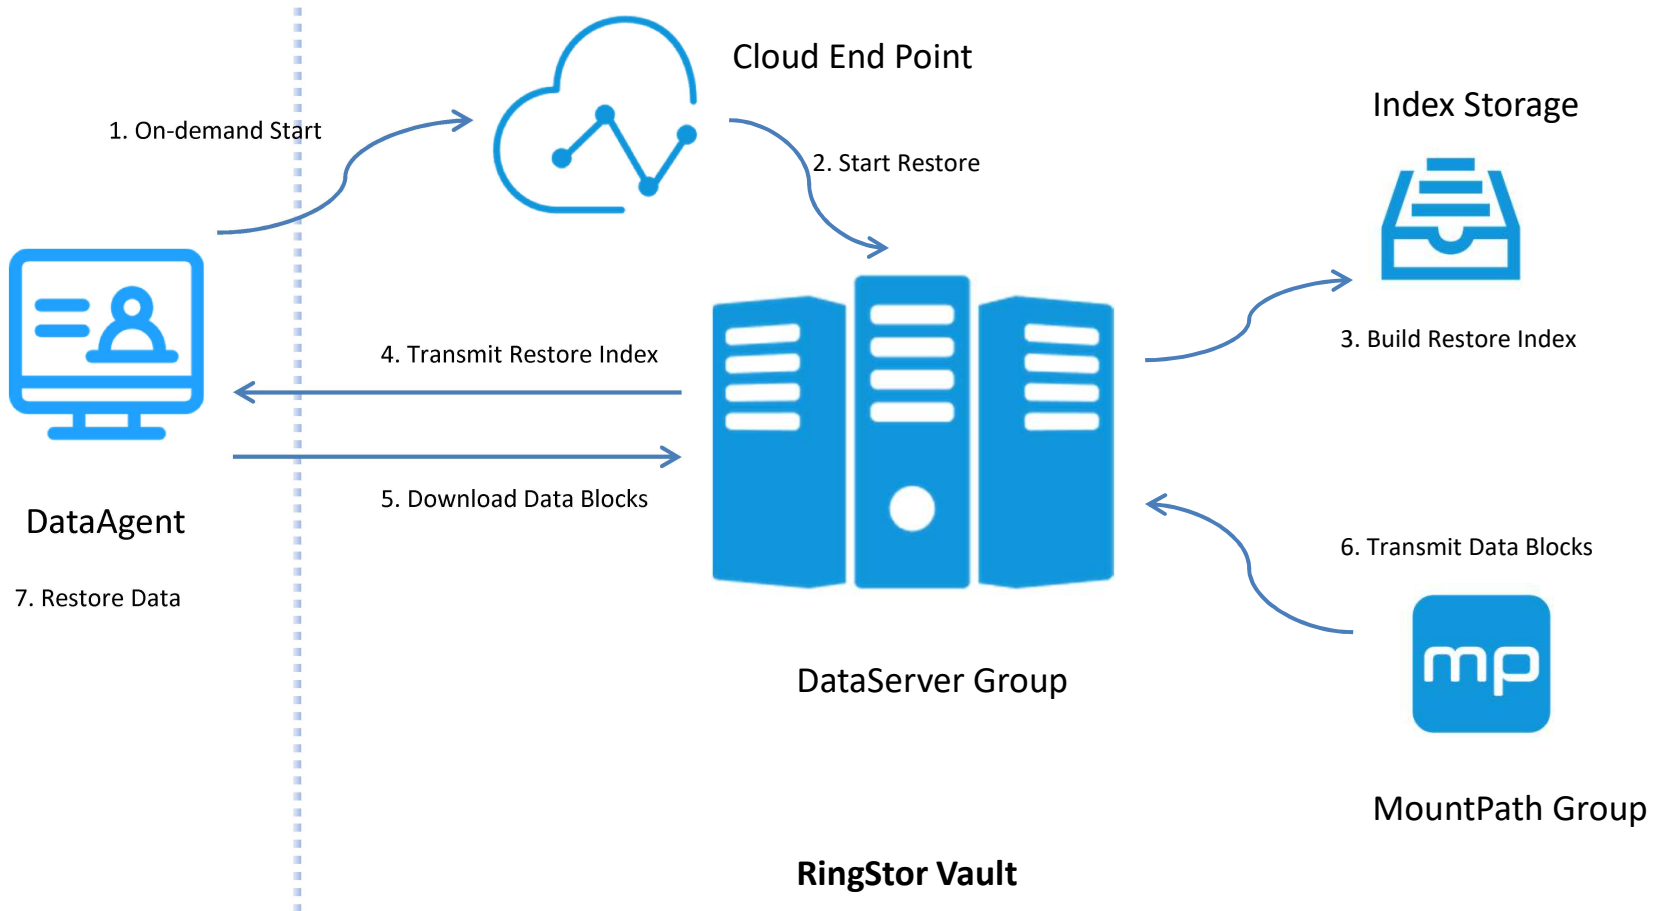 Cloud End Point
Index Storage
1. On-demand Start
2. Start Restore
3. Build Restore Index
4. Transmit Restore Index
5. Download Data Blocks
DataAgent
6. Transmit Data Blocks
7. Restore Data
mp
DataServer Group
MountPath Group
RingStor Vault